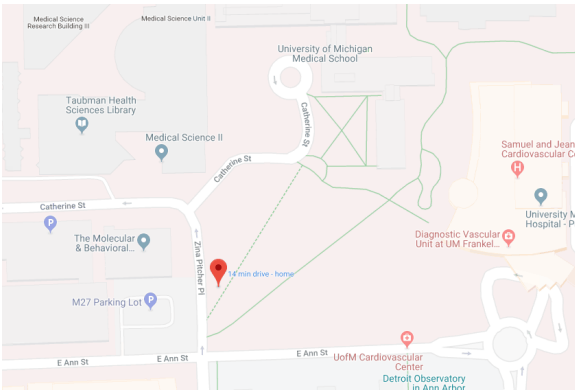 Medical Science
Research Building III
Medical Science Unit II
University of Michigan
Medical School
Taubman Health
Sciences Library
Medical Science II
Catherine St
Catherine St
Samuel and Jean
Cardiovascular C
Catherine St
P
The Molecular
& Behavioral...
Zina Pitcher Pl
University M
Hospital - P
Diagnostic Vascular
Unit at UM Frankel...
H
14 min drive - home
M27 Parking Lot
P
E Ann St
E Ann St
UofM Cardiovascular
Center
Detroit Observatory
in Ann Arbor